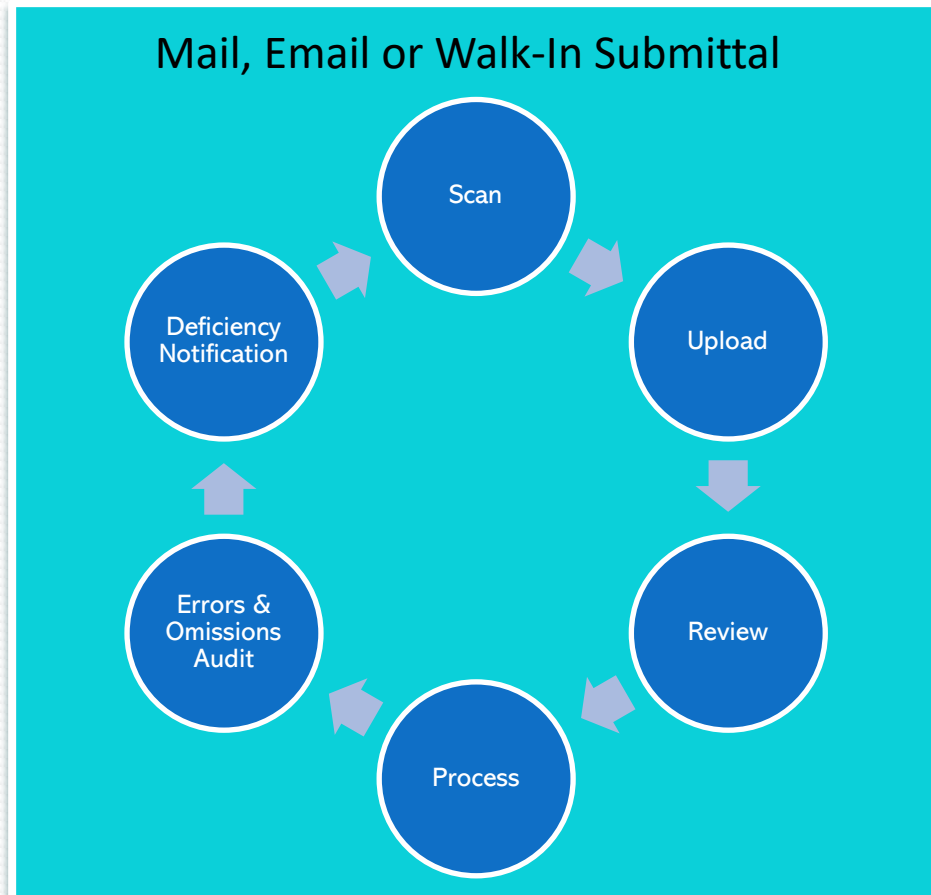 Mail, Email or Walk-In Submittal
Scan
Upload
Review
Process
Errors &
Omissions
Audit
Deficiency
Notification